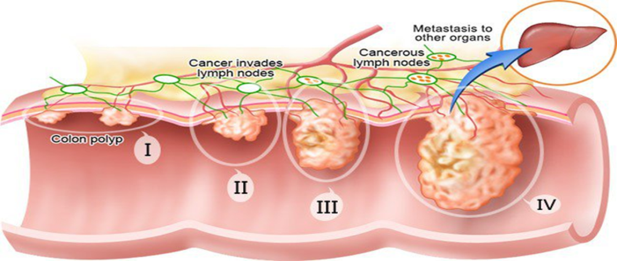 Metastasis to
other organs
Cancer invades
lymph nodes
Cancerous
lymph nodes
Colon polyp
I
II
III
IV